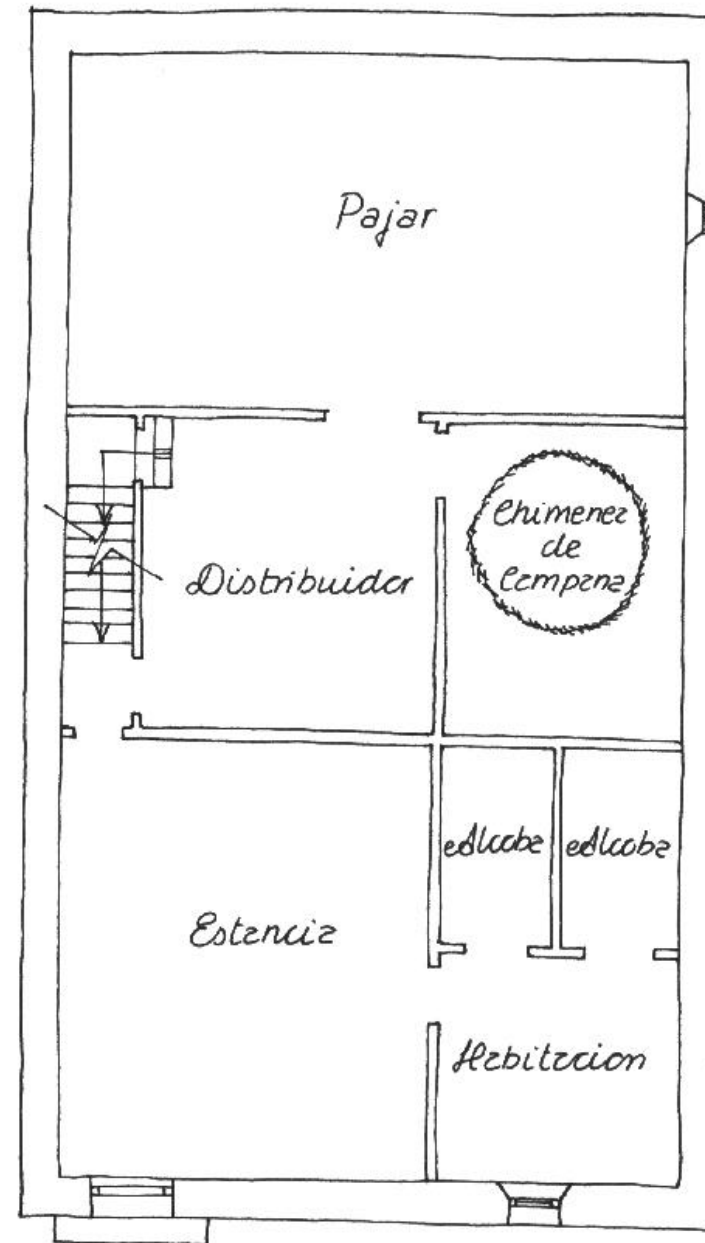 Pajar
Chimenea
de
Campana
Distribuidor
Alcoba
Alcoba
Estancia
Habitacion